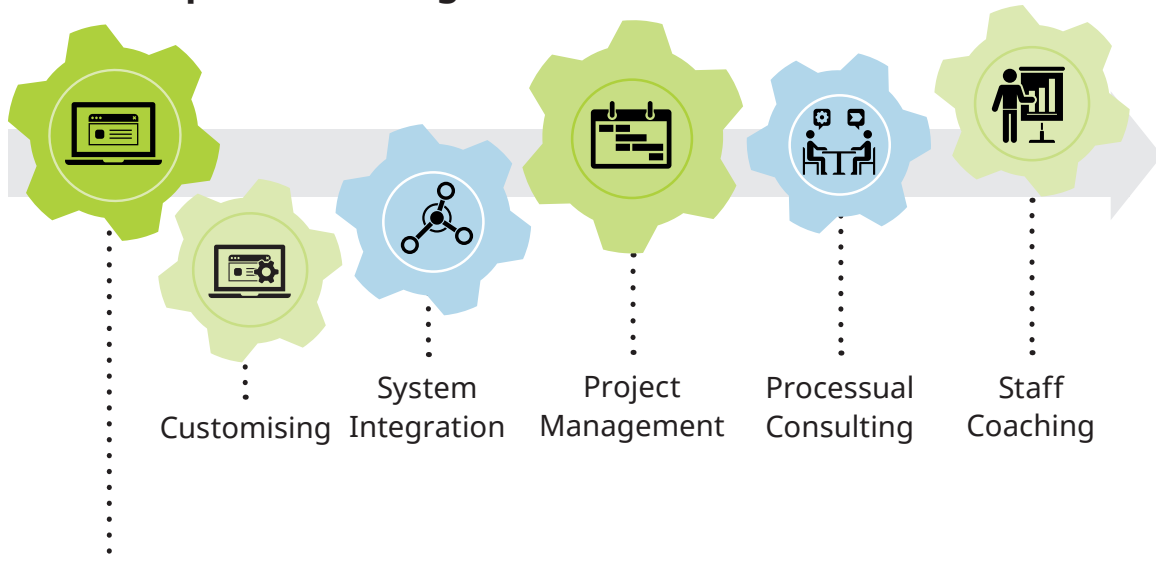 Customising
System
Integration
Project
Management
Processual
Consulting
Staff
Coaching